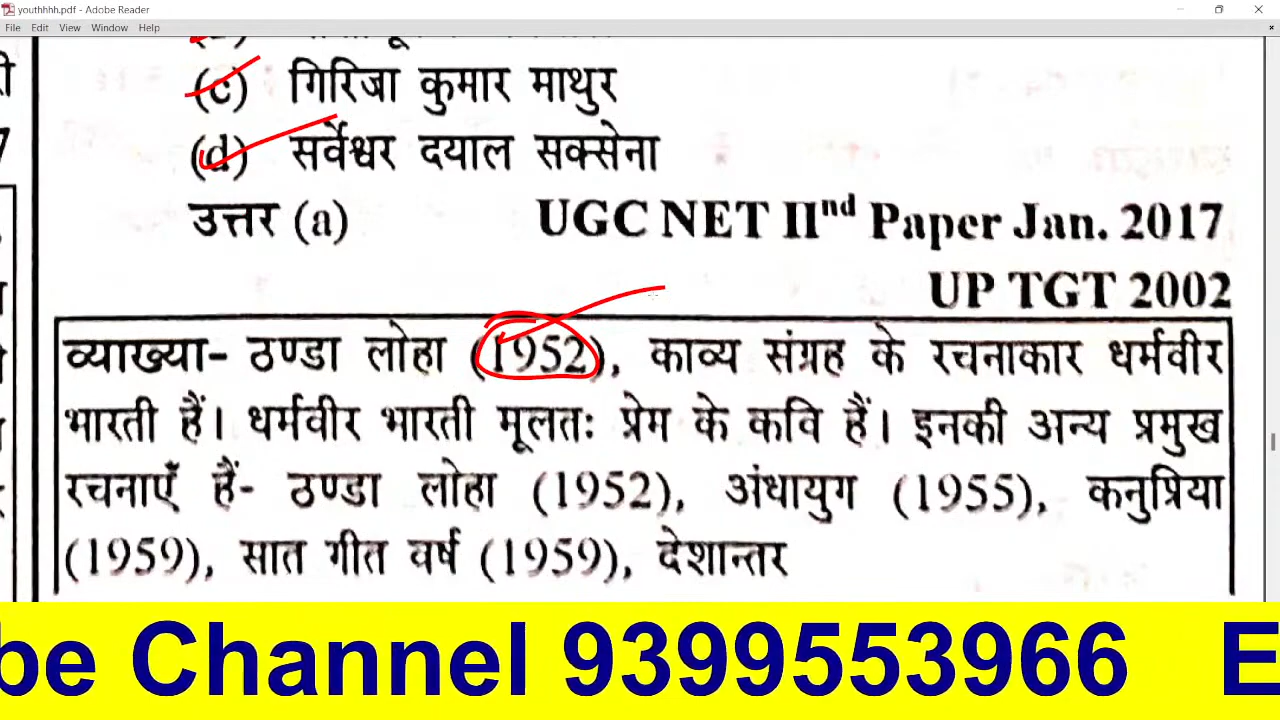 youthhhh.pdf - Adobe Reader
File Edit View Window Help
(c) गिरिजा कुमार माथुर
(d) सर्वेश्वर दयाल सक्सेना
उत्तर (a) UGC NET IInd Paper Jan. 2017
UP TGT 2002
व्याख्या- ठण्डा लोहा (1952), काव्य संग्रह के रचनाकार धर्मवीर
भारती हैं। धर्मवीर भारती मूलतः प्रेम के कवि हैं। इनकी अन्य प्रमुख
रचनाएँ हैं- ठण्डा लोहा (1952), अंधायुग (1955), कनुप्रिया
(1959), सात गीत वर्ष (1959), देशान्तर
be Channel 9399553966 E